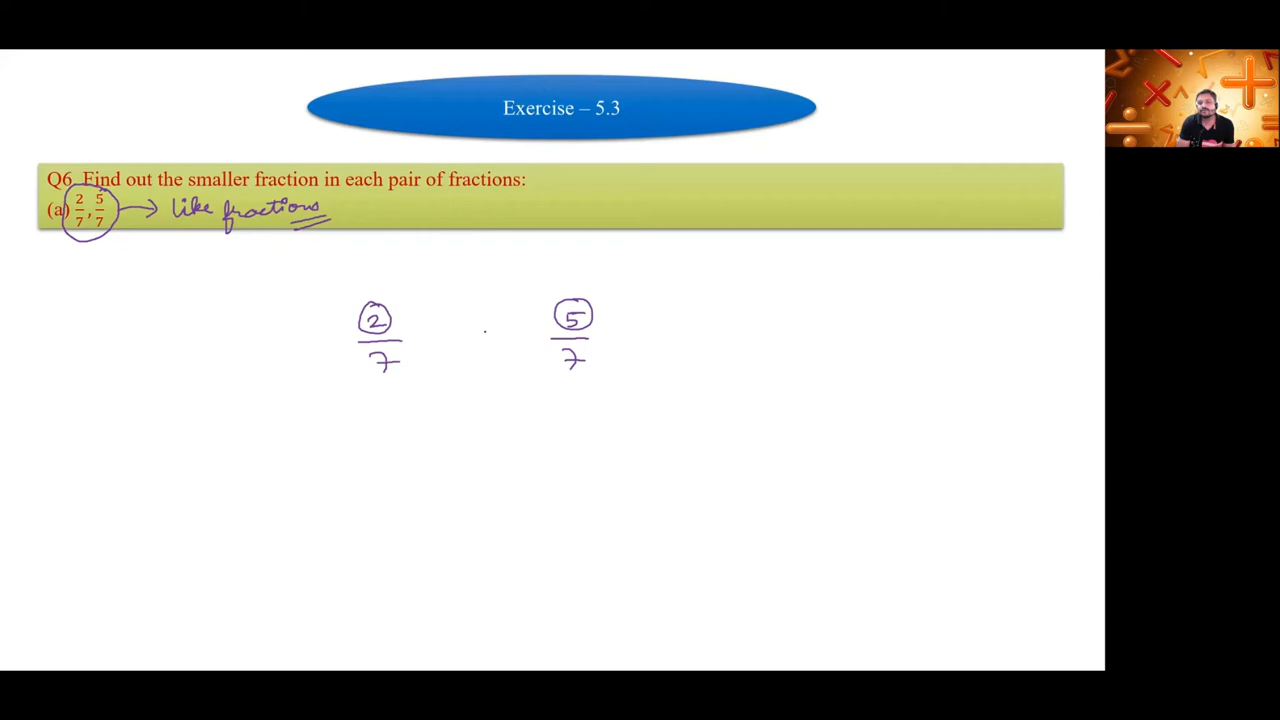 Exercise – 5.3
Q6. Find out the smaller fraction in each pair of fractions:
(a) 2/7, 5/7 → like fractions
2/7 5/7